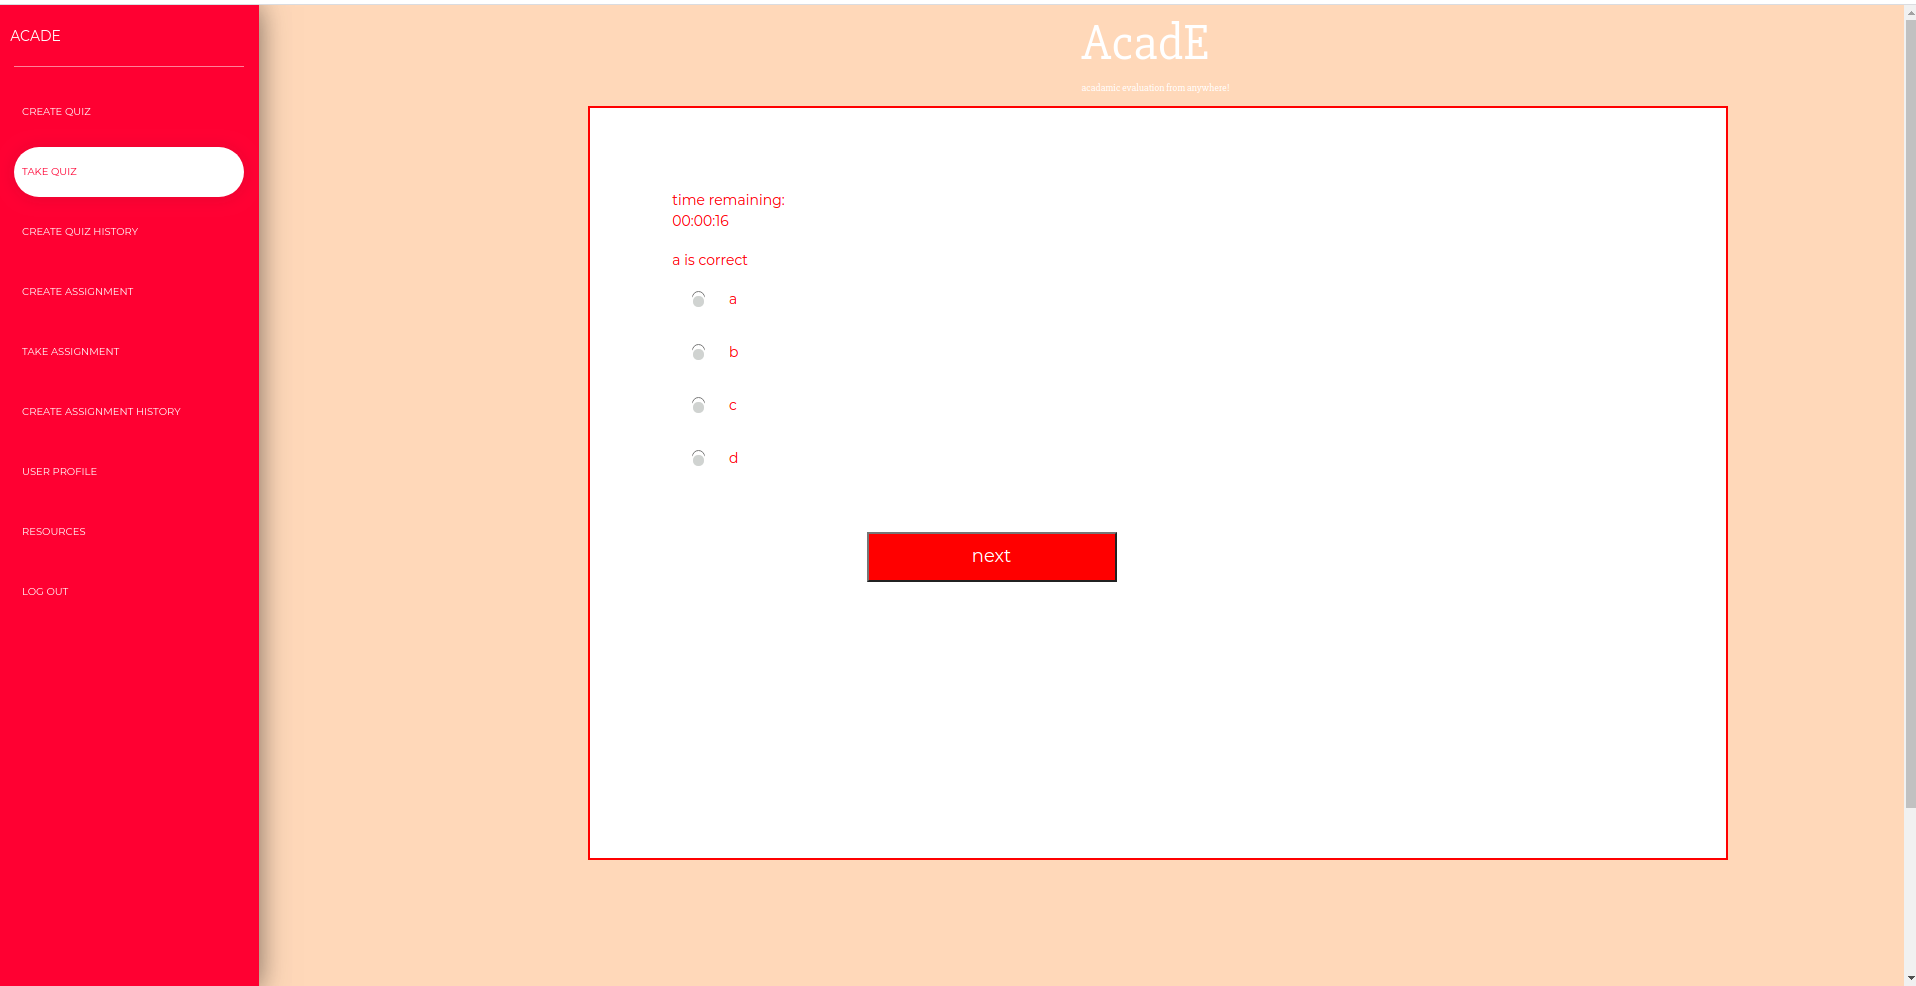 ACADE
CREATE QUIZ
TAKE QUIZ
CREATE QUIZ HISTORY
CREATE ASSIGNMENT
TAKE ASSIGNMENT
CREATE ASSIGNMENT HISTORY
USER PROFILE
RESOURCES
LOG OUT
AcadE
acadamic evaluation from anywhere!
time remaining:
00:00:16
a is correct
a
b
c
d
next